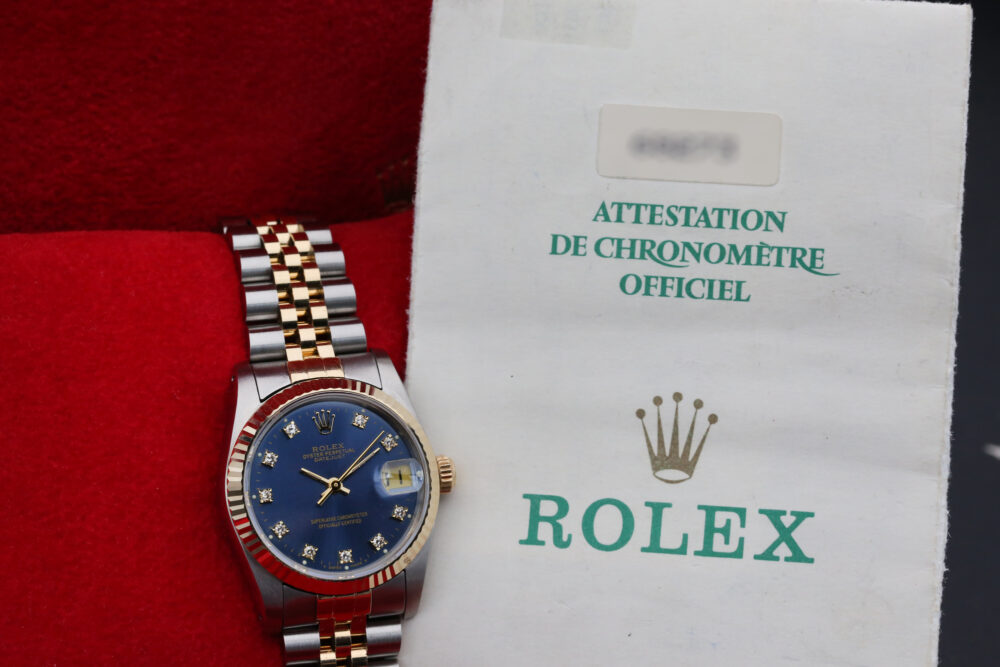 ROLEX
OYSTER PERPETUAL
DATEJUST
SUPERLATIVE CHRONOMETER
OFFICIALLY CERTIFIED
ATTESTATION
DE CHRONOMÈTRE
OFFICIEL
ROLEX